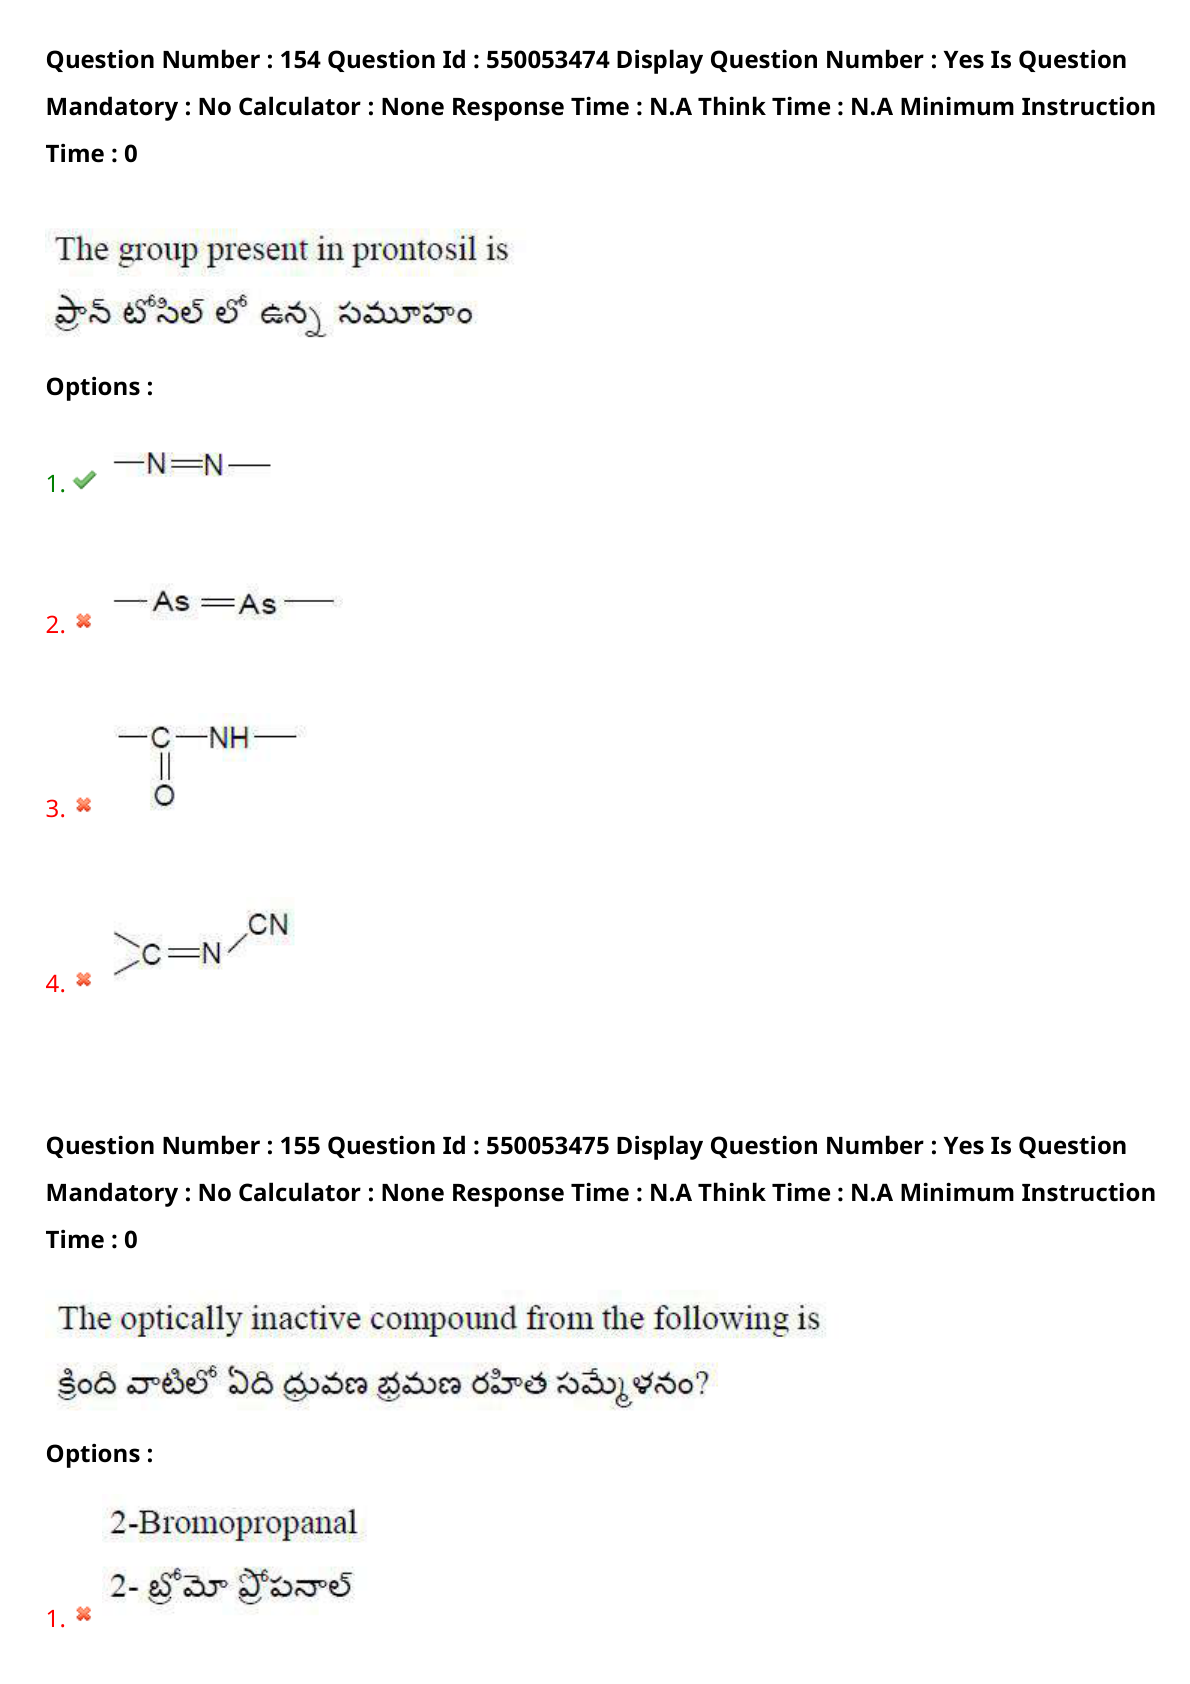 Question Number : 154 Question Id : 550053474 Display Question Number : Yes Is Question
Mandatory : No Calculator : None Response Time : N.A Think Time : N.A Minimum Instruction
Time : 0
The group present in prontosil is
ప్రాన్ టోసిల్ లో ఉన్న సమూహం
Options :
1. —N=N—
2. —As=As—
3. —C—NH—
O
4. C=N CN
Question Number : 155 Question Id : 550053475 Display Question Number : Yes Is Question
Mandatory : No Calculator : None Response Time : N.A Think Time : N.A Minimum Instruction
Time : 0
The optically inactive compound from the following is
క్రింది వాటిలో ఏది ధ్రువణ భ్రమణ రహిత సమ్మేళనం?
Options :
2-Bromopropanal
2- బ్రోమో ప్రోపనాల్
1.